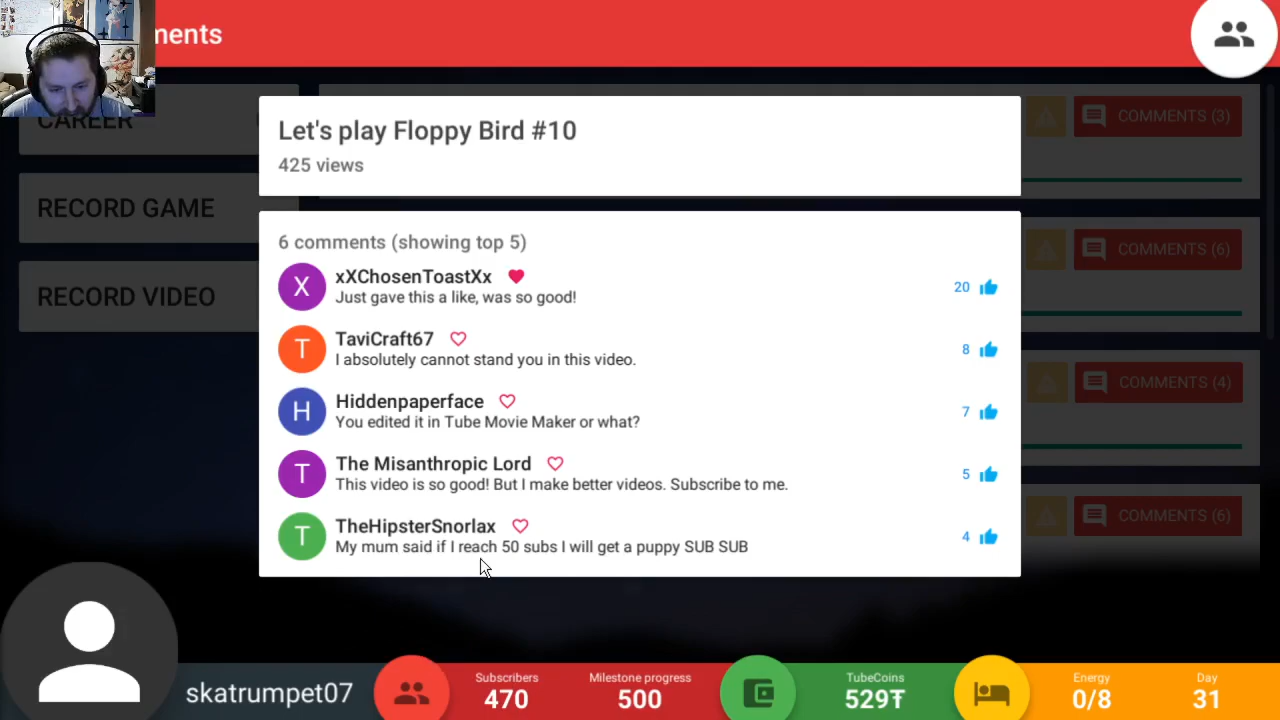 ments
CAREER
RECORD GAME
RECORD VIDEO
COMMENTS (3)
COMMENTS (6)
COMMENTS (4)
COMMENTS (6)
Let's play Floppy Bird #10
425 views
6 comments (showing top 5)
X
xXChosenToastXx
Just gave this a like, was so good!
20
T
TaviCraft67
I absolutely cannot stand you in this video.
8
H
Hiddenpaperface
You edited it in Tube Movie Maker or what?
7
T
The Misanthropic Lord
This video is so good! But I make better videos. Subscribe to me.
5
T
TheHipsterSnorlax
My mum said if I reach 50 subs I will get a puppy SUB SUB
4
skatrumpet07
Subscribers
470
Milestone progress
500
TubeCoins
529Ŧ
Energy
0/8
Day
31